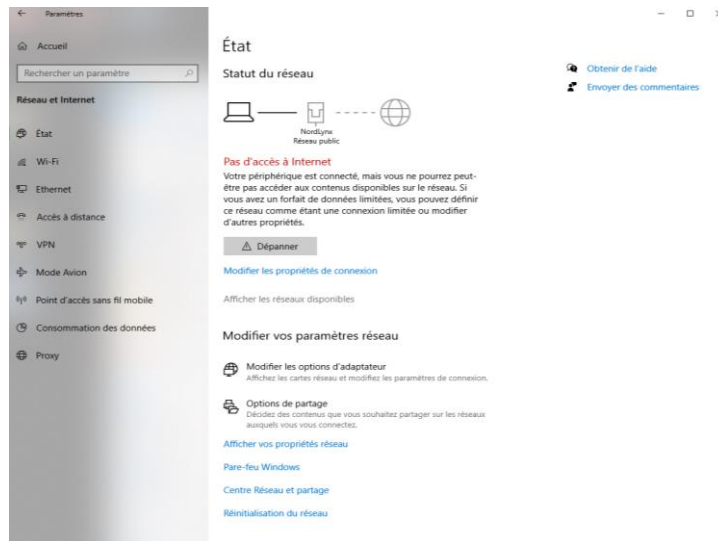 Paramètres
Accueil
Rechercher un paramètre
Réseau et Internet
État
Wi-Fi
Ethernet
Accès à distance
VPN
Mode Avion
Point d'accès sans fil mobile
Consommation des données
Proxy
État
Statut du réseau
NordLynx
Réseau public
Pas d'accès à Internet
Votre périphérique est connecté, mais vous ne pourrez peut-
être pas accéder aux contenus disponibles sur le réseau. Si
vous avez un forfait de données limitées, vous pouvez définir
ce réseau comme étant une connexion limitée ou modifier
d'autres propriétés.
Dépanner
Modifier les propriétés de connexion
Afficher les réseaux disponibles
Modifier vos paramètres réseau
Modifier les options d'adaptateur
Affichez les cartes réseau et modifiez les paramètres de connexion.
Options de partage
Décidez des contenus que vous souhaitez partager sur les réseaux
auxquels vous vous connectez.
Afficher vos propriétés réseau
Pare-feu Windows
Centre Réseau et partage
Réinitialisation du réseau
Obtenir de l'aide
Envoyer des commentaires